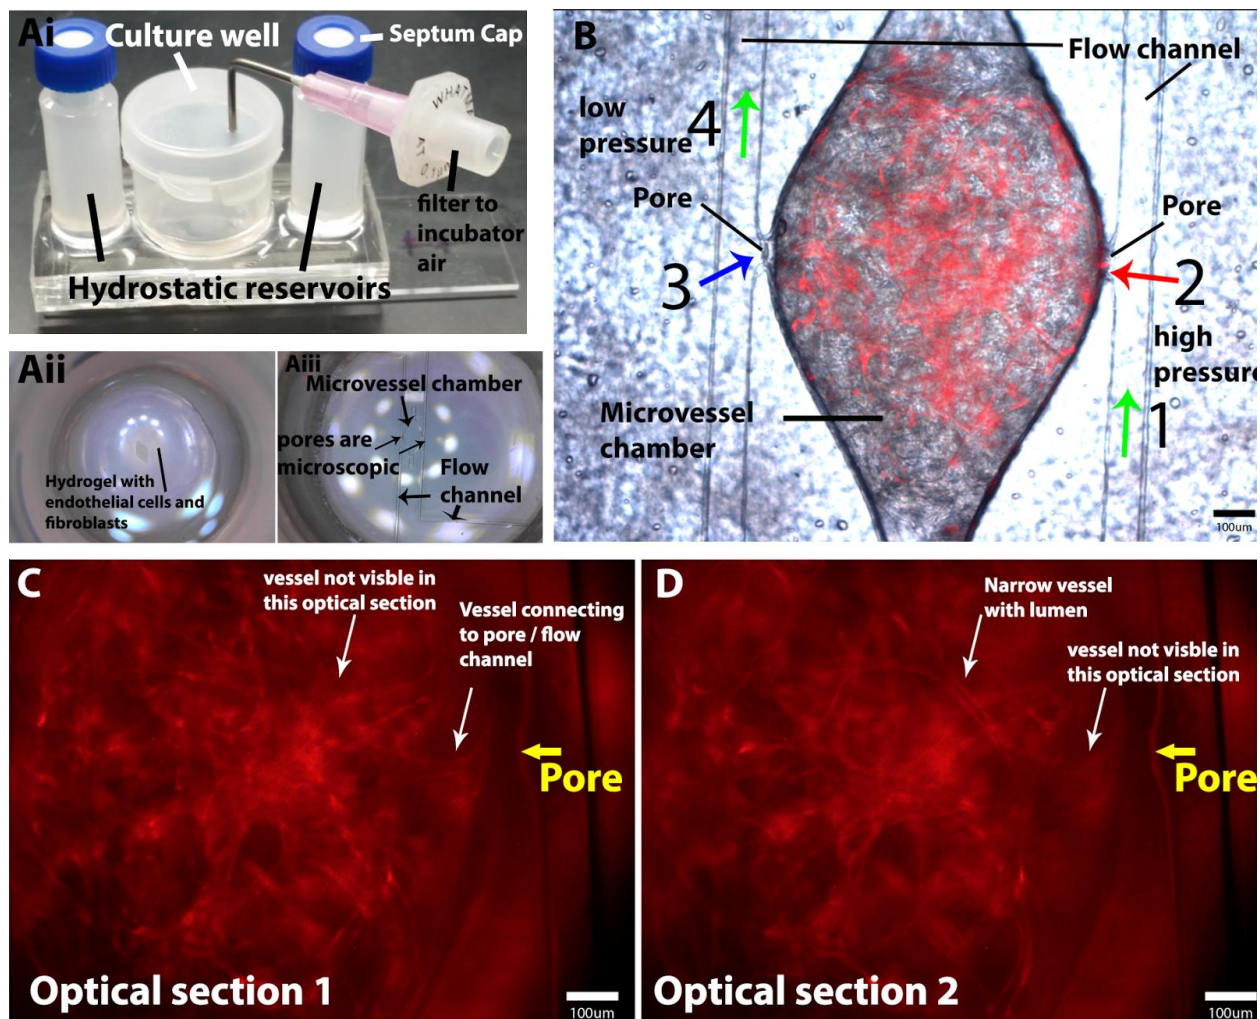 Ai
Culture well
Septum Cap
WHAT
filter to
incubator
air
Hydrostatic reservoirs
Aii
Hydrogel with
endothelial cells and
fibroblasts
Aiii
Microvessel chamber
pores are
microscopic
Flow
channel
B
Flow channel
low
pressure
4
Pore
Pore
3
2
high
pressure
Microvessel
chamber
1
100um
C
vessel not visble in
this optical section
Vessel connecting
to pore / flow
channel
Pore
Optical section 1
100um
D
Narrow vessel
with lumen
vessel not visble in
this optical section
Pore
Optical section 2
100um